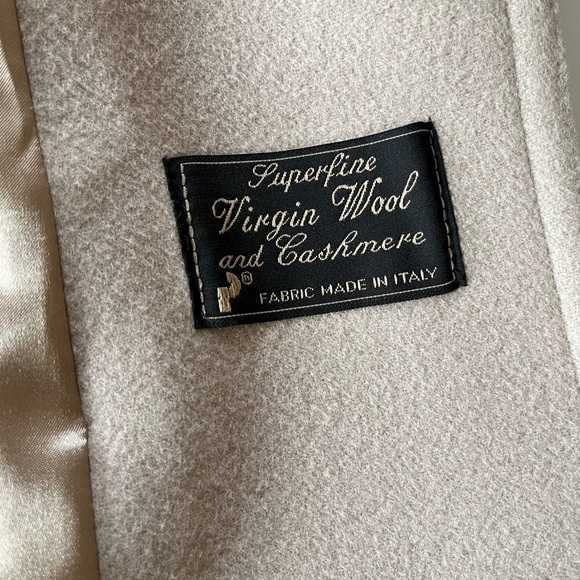 Superfine
Virgin Wool
and Cashmere
FABRIC MADE IN ITALY